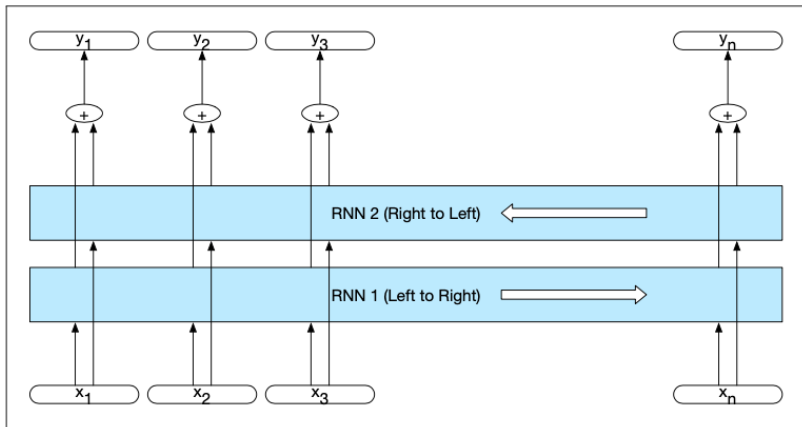 y1 y2 y3 yn
+ + + +
RNN 2 (Right to Left)
RNN 1 (Left to Right)
x1 x2 x3 xn